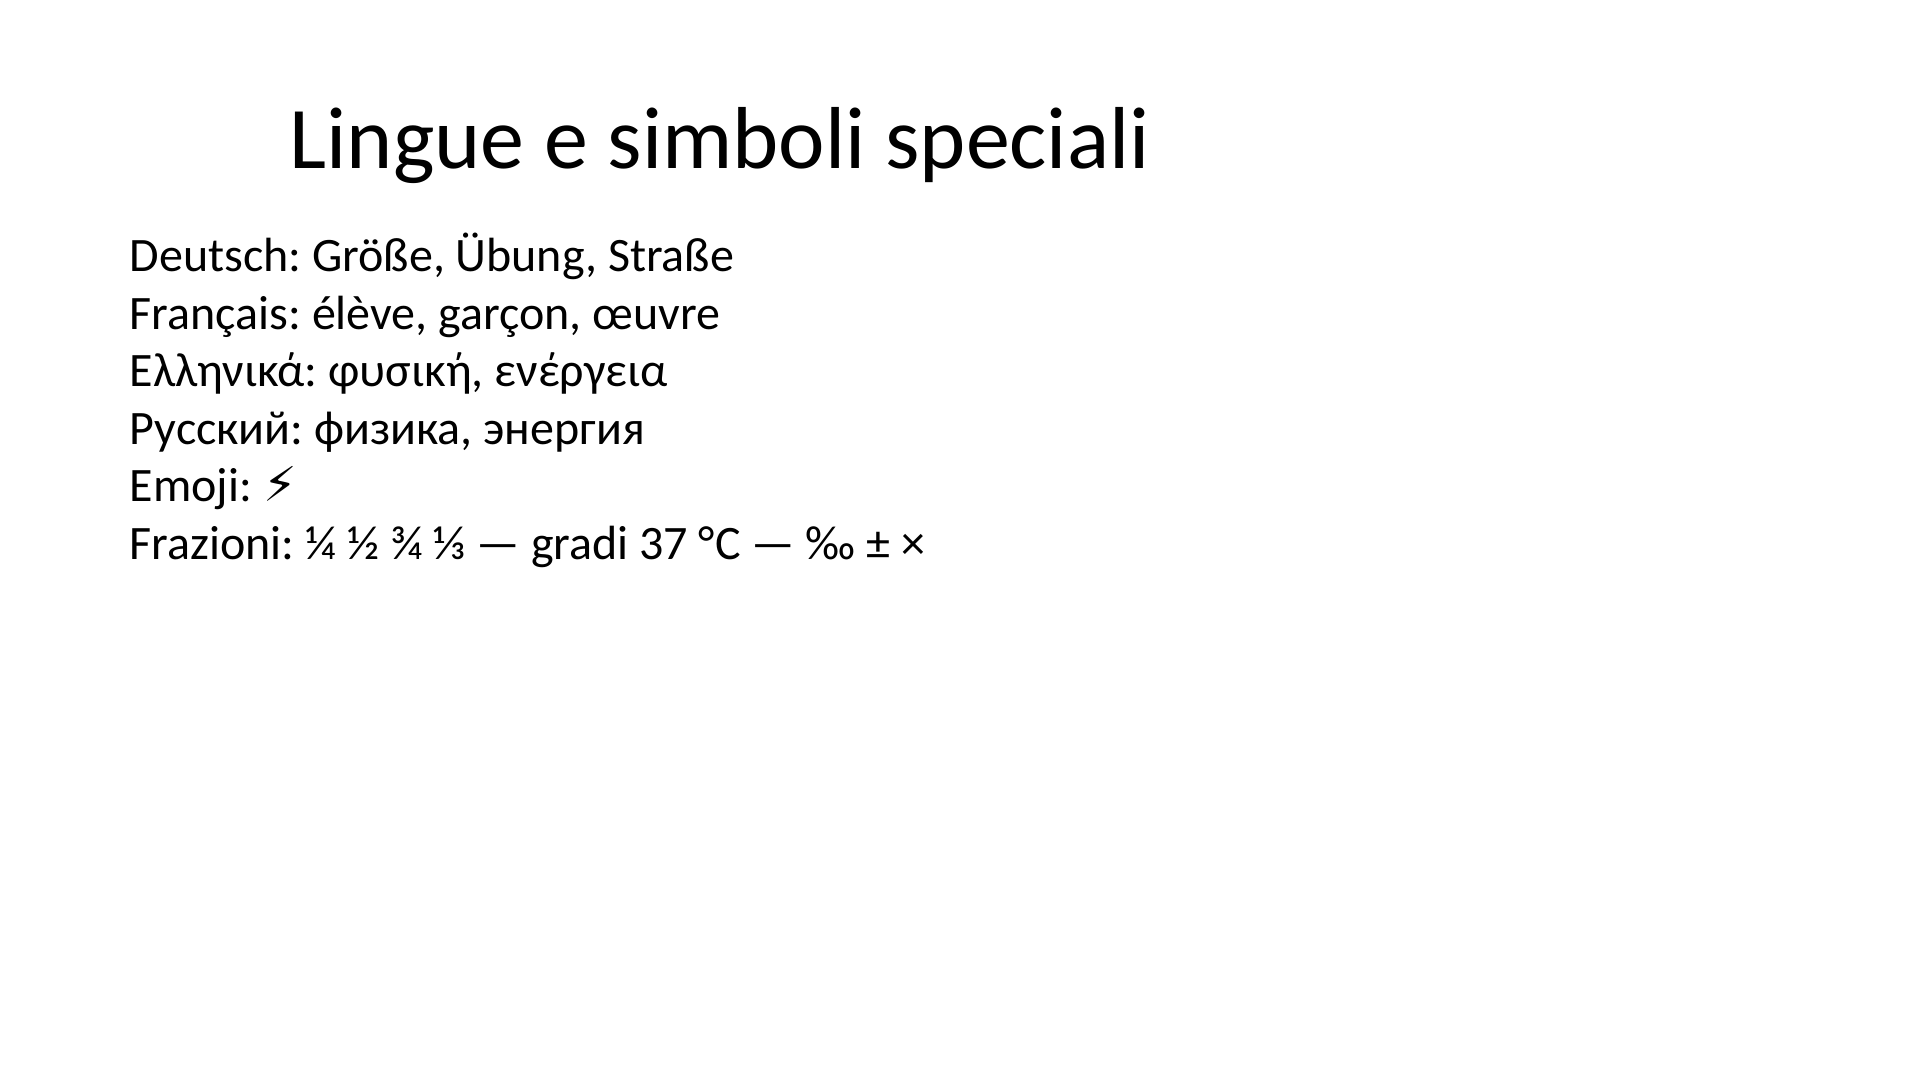 Lingue e simboli speciali
Deutsch: Größe, Übung, Straße
Français: élève, garçon, œuvre
Ελληνικά: φυσική, ενέργεια
Русский: физика, энергия
Emoji: ⚡
Frazioni: ¼ ½ ¾ ⅓ — gradi 37 °C — ‰ ± ×